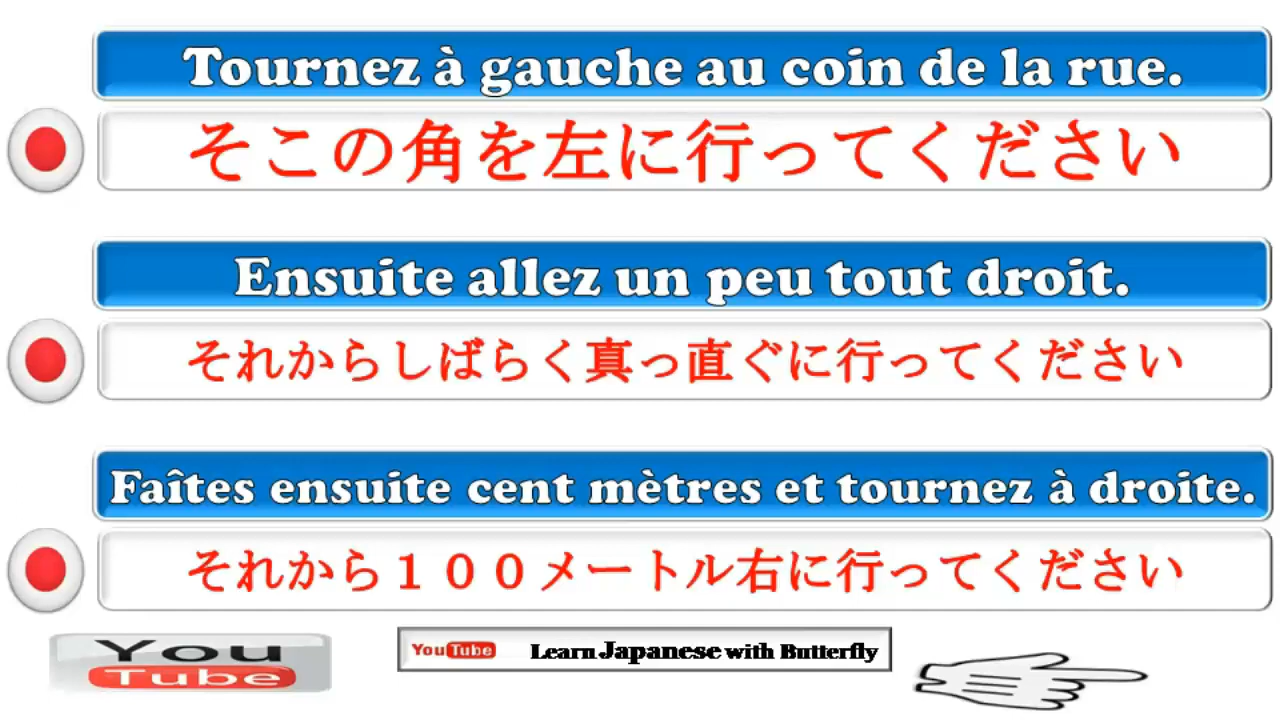 Tournez à gauche au coin de la rue.
そこの角を左に行ってください
Ensuite allez un peu tout droit.
それからしばらく真っ直ぐに行ってください
Faîtes ensuite cent mètres et tournez à droite.
それから１００メートル右に行ってください
You
Tube
YouTube Learn Japanese with Butterfly